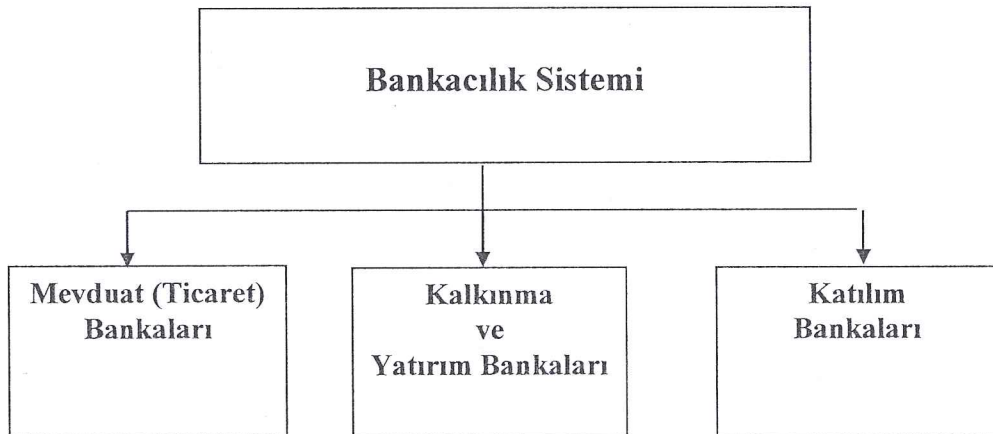 Bankacılık Sistemi
Mevduat (Ticaret)
Bankaları
Kalkınma
ve
Yatırım Bankaları
Katılım
Bankaları